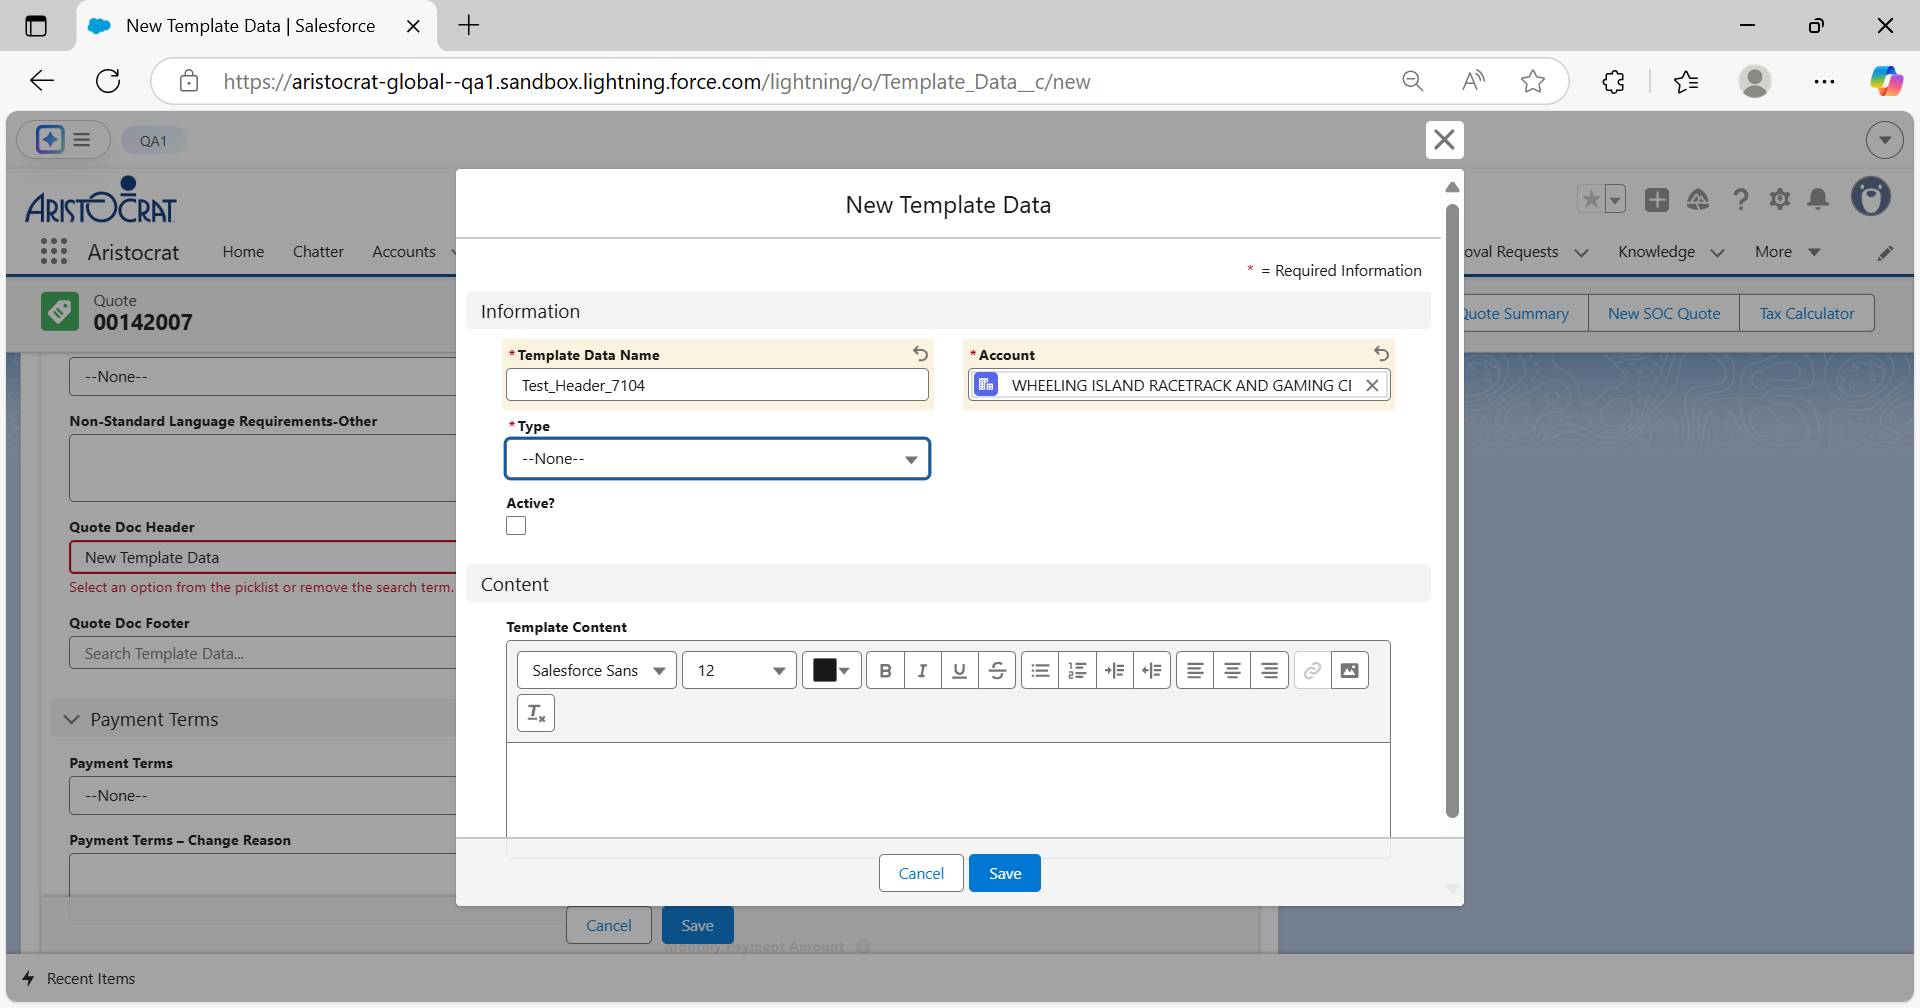 New Template Data | Salesforce
https://aristocrat-global--qa1.sandbox.lightning.force.com/lightning/o/Template_Data__c/new
QA1
ARISTOCRAT
Aristocrat
Home
Chatter
Accounts
oval Requests
Knowledge
More
Quote
00142007
Quote Summary
New SOC Quote
Tax Calculator
--None--
Non-Standard Language Requirements-Other
Quote Doc Header
New Template Data
Select an option from the picklist or remove the search term.
Quote Doc Footer
Search Template Data...
Payment Terms
Payment Terms
--None--
Payment Terms – Change Reason
Cancel
Save
Monthly Payment Amount
Recent Items
New Template Data
* = Required Information
Information
*Template Data Name
Test_Header_7104
*Account
WHEELING ISLAND RACETRACK AND GAMING CE
*Type
--None--
Active?
Content
Template Content
Salesforce Sans
12
Cancel
Save